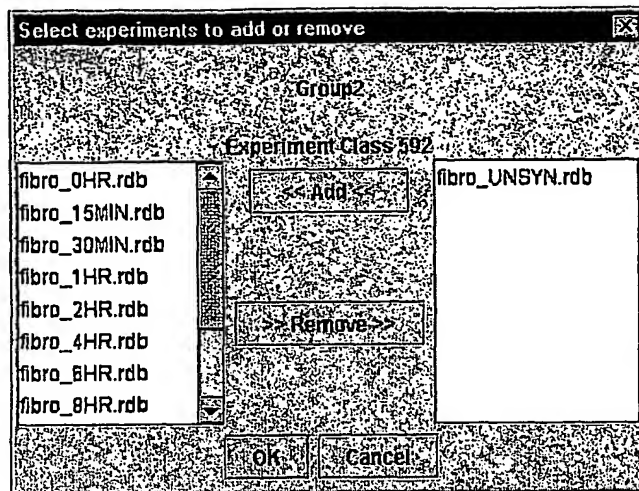 Select experiments to add or remove
Group2
Experiment Class 592
fibro_0HR.rdb
fibro_15MIN.rdb
fibro_30MIN.rdb
fibro_1HR.rdb
fibro_2HR.rdb
fibro_4HR.rdb
fibro_6HR.rdb
fibro_8HR.rdb
<< Add <<
>> Remove >>
fibro_UNSYN.rdb
OK
Cancel